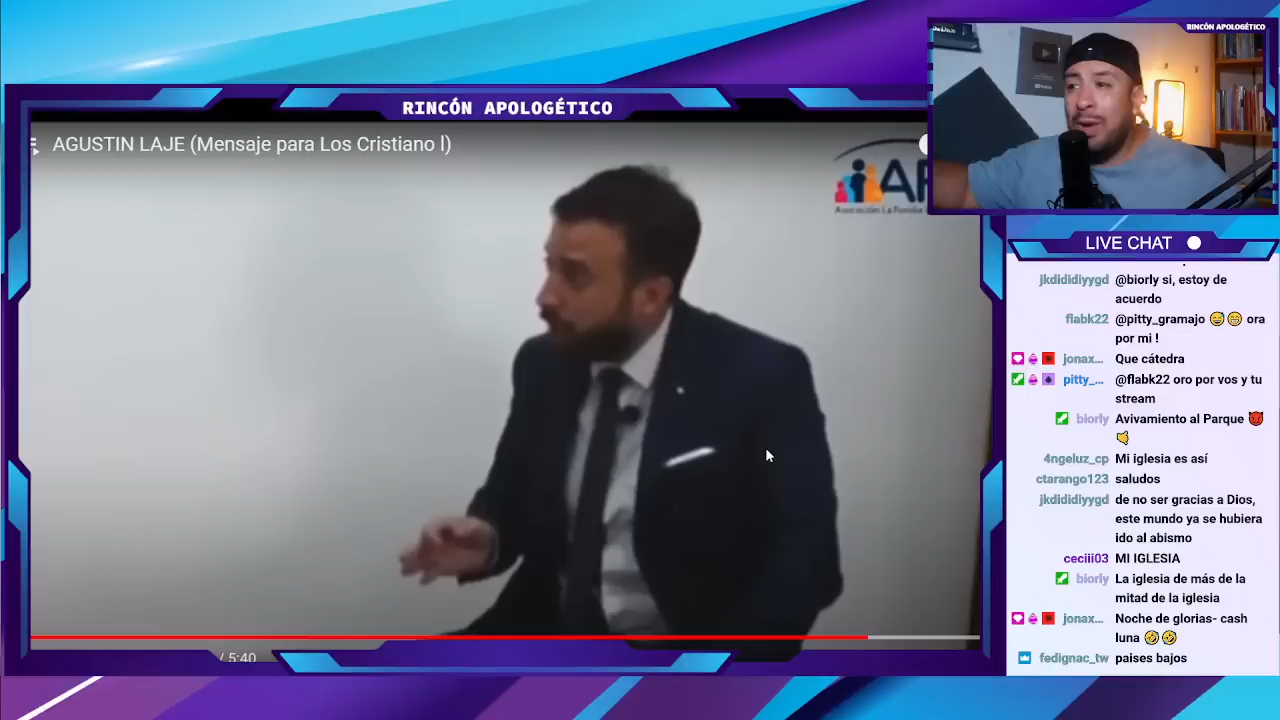 RINCÓN APOLOGÉTICO
RINCÓN APOLOGÉTICO
AGUSTIN LAJE (Mensaje para Los Cristiano l)
Asociación La Familia
LIVE CHAT
jkdididiyygd @biorly si, estoy de
acuerdo
flabk22 @pitty_gramajo 😅😁 ora
por mi !
jonax... Que cátedra
pitty_... @flabk22 oro por vos y tu
stream
biorly Avivamiento al Parque 😈
🤙
4ngeluz_cp Mi iglesia es así
ctarango123 saludos
jkdididiyygd de no ser gracias a Dios,
este mundo ya se hubiera
ido al abismo
ceciii03 MI IGLESIA
biorly La iglesia de más de la
mitad de la iglesia
jonax... Noche de glorias- cash
luna 🤣🤣
fedignac_tw paises bajos
/ 5:40